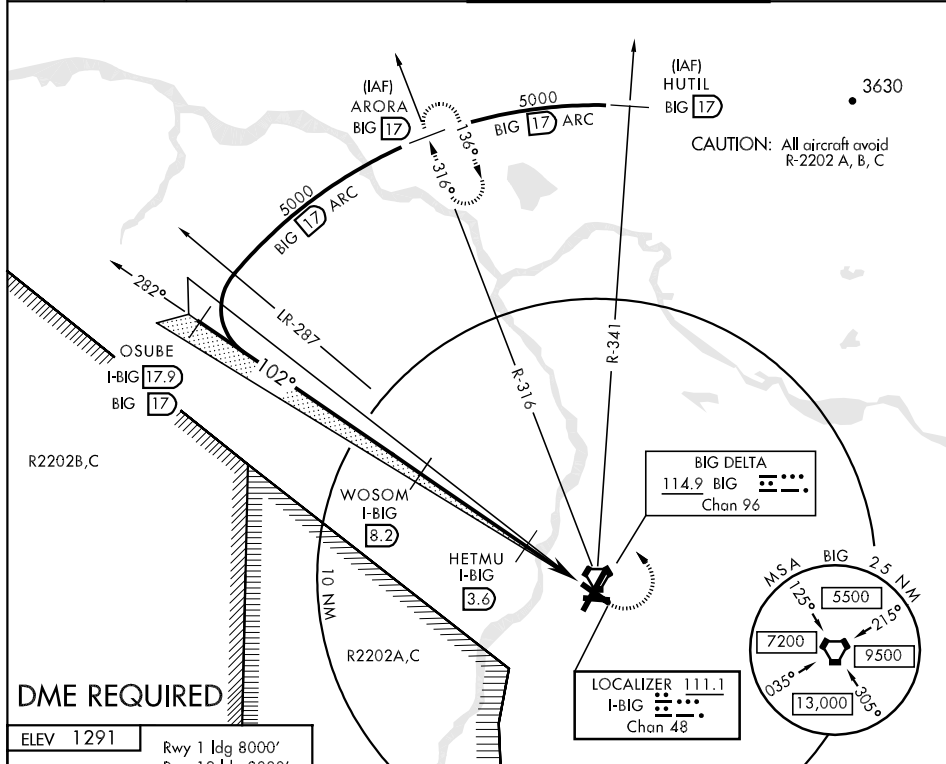 (IAF)
HUTIL
BIG 17
3630
(IAF)
ARORA
BIG 17
5000
BIG 17 ARC
CAUTION: All aircraft avoid
R-2202 A, B, C
136°
316°
5000
BIG 17 ARC
282°
LR-287
OSUBE
I-BIG 17.9
BIG 17
102°
R-316
R-341
R2202B,C
WOSOM
I-BIG
8.2
HETMU
I-BIG
3.6
BIG DELTA
114.9 BIG
Chan 96
10 NM
R2202A,C
MSA BIG 25 NM
125°
5500
215°
7200
9500
035°
13,000
305°
LOCALIZER 111.1
I-BIG
Chan 48
DME REQUIRED
ELEV 1291
Rwy 1 ldg 8000'